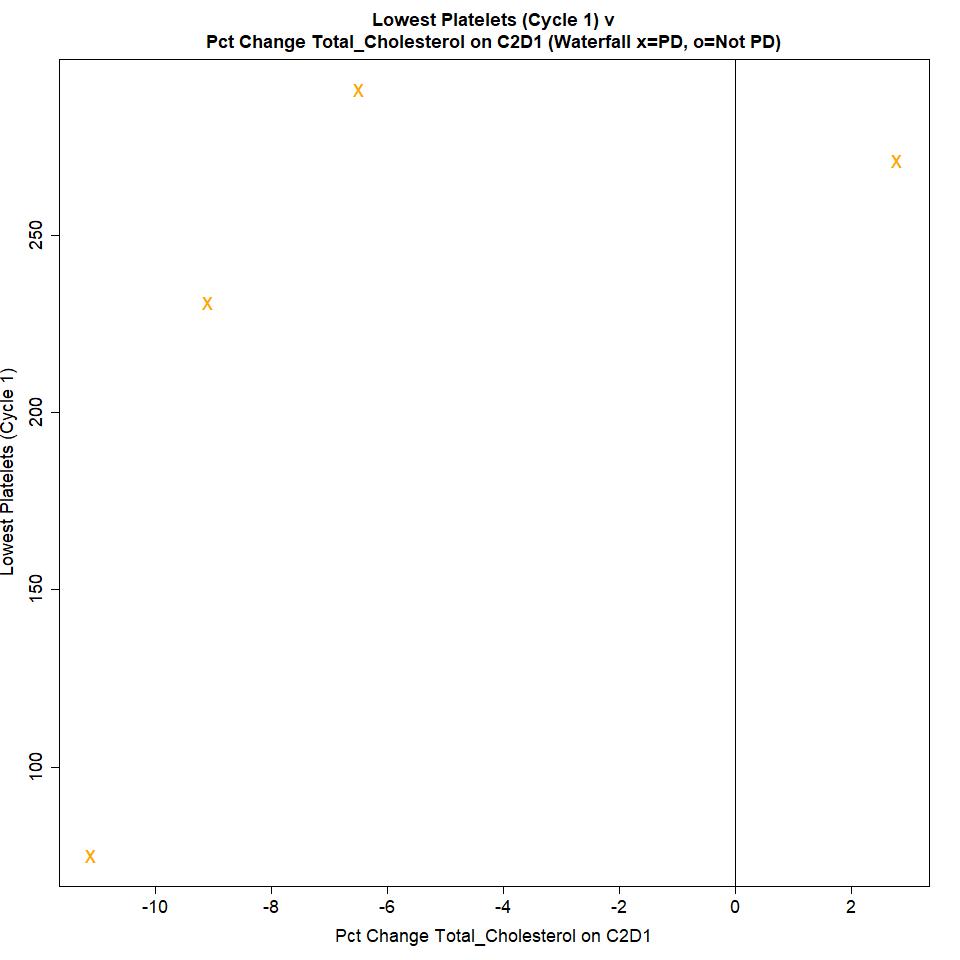 Lowest Platelets (Cycle 1) v
Pct Change Total_Cholesterol on C2D1 (Waterfall x=PD, o=Not PD)
X
X
X
X
250
200
150
100
Lowest Platelets (Cycle 1)
-10
-8
-6
-4
-2
0
2
Pct Change Total_Cholesterol on C2D1